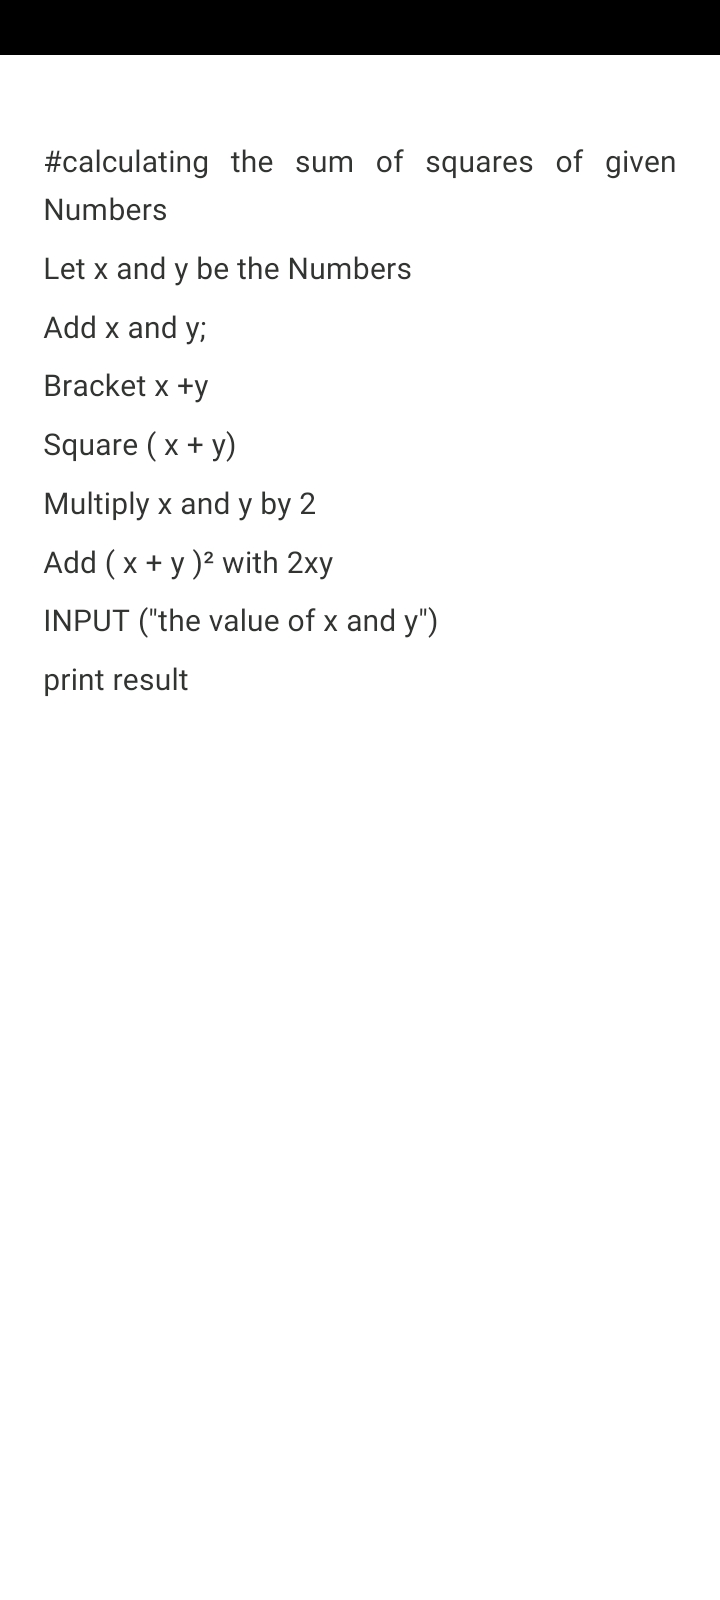 #calculating the sum of squares of given
Numbers
Let x and y be the Numbers
Add x and y;
Bracket x +y
Square ( x + y)
Multiply x and y by 2
Add ( x + y )² with 2xy
INPUT ("the value of x and y")
print result